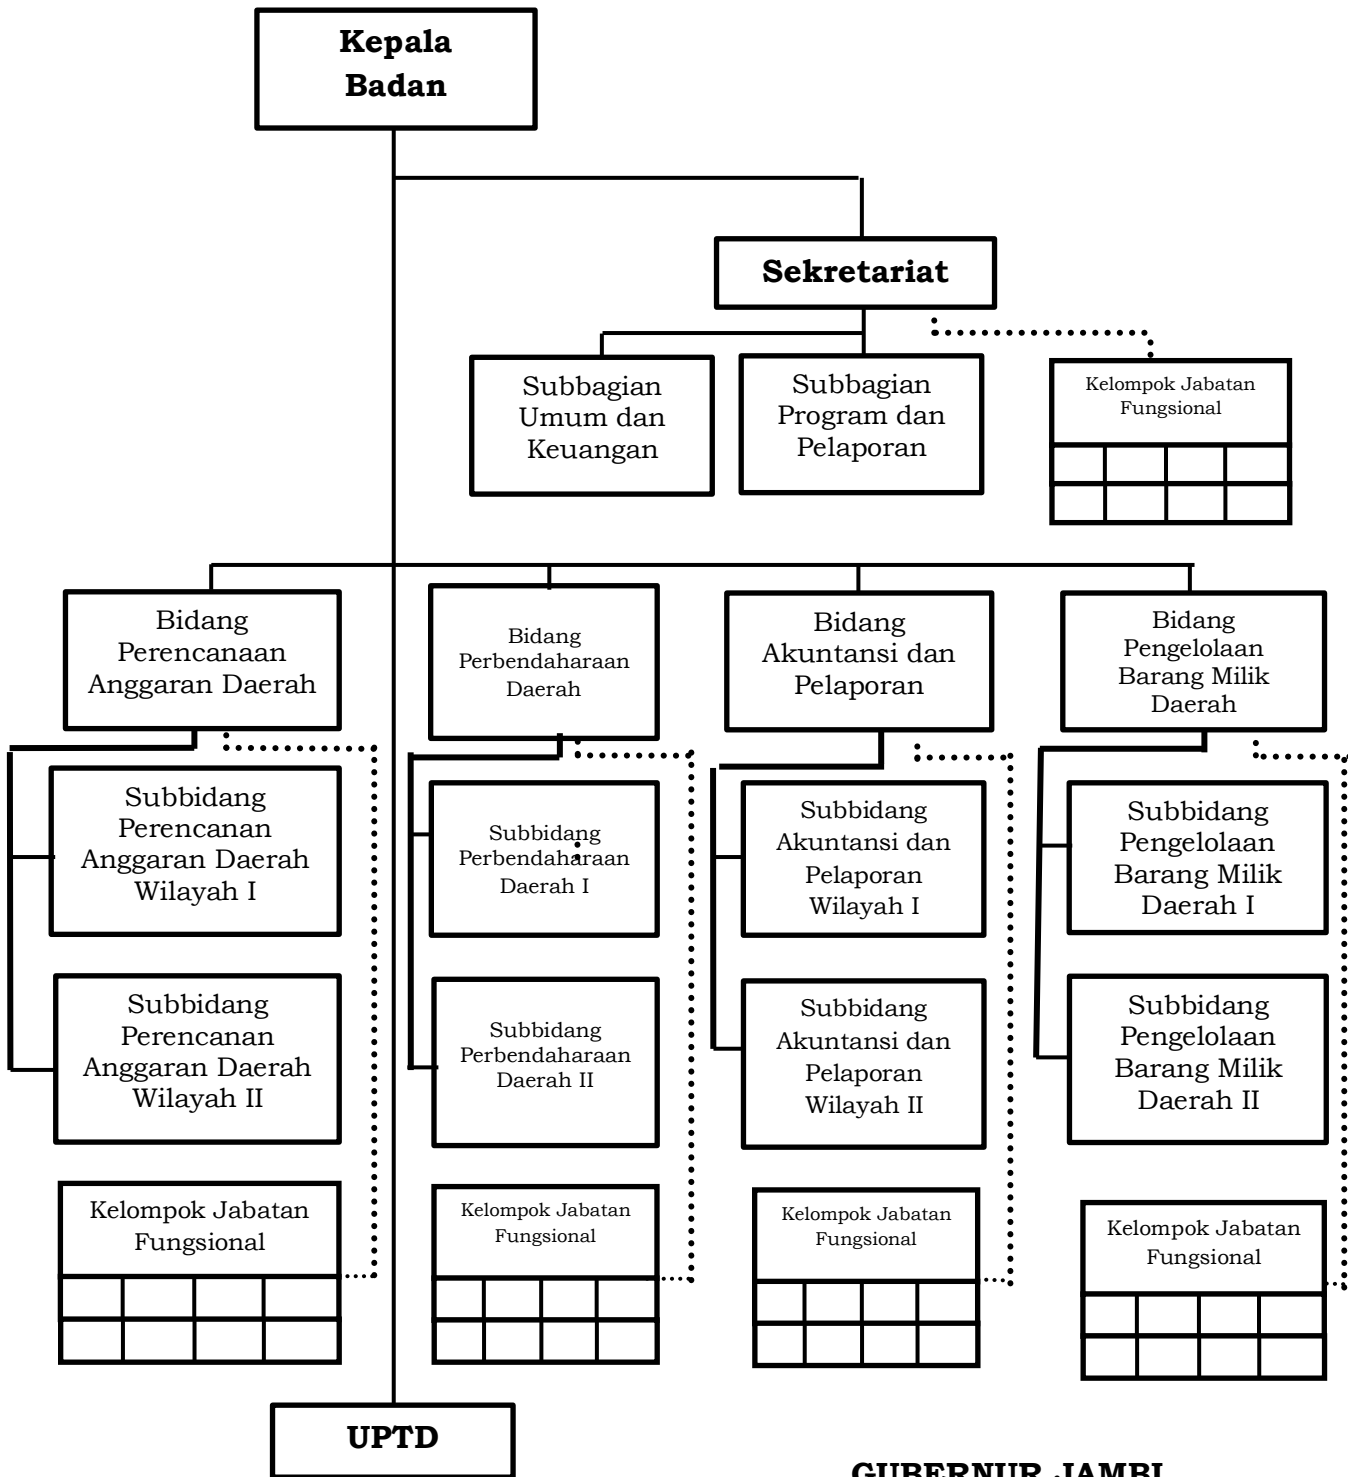 Kepala
Badan
Sekretariat
Subbagian
Umum dan
Keuangan
Subbagian
Program dan
Pelaporan
Kelompok Jabatan
Fungsional
Bidang
Perencanaan
Anggaran Daerah
Bidang
Perbendaharaan
Daerah
Bidang
Akuntansi dan
Pelaporan
Bidang
Pengelolaan
Barang Milik
Daerah
Subbidang
Perencanan
Anggaran Daerah
Wilayah I
Subbidang
Perbendaharaan
Daerah I
Subbidang
Akuntansi dan
Pelaporan
Wilayah I
Subbidang
Pengelolaan
Barang Milik
Daerah I
Subbidang
Perencanan
Anggaran Daerah
Wilayah II
Subbidang
Perbendaharaan
Daerah II
Subbidang
Akuntansi dan
Pelaporan
Wilayah II
Subbidang
Pengelolaan
Barang Milik
Daerah II
Kelompok Jabatan
Fungsional
Kelompok Jabatan
Fungsional
Kelompok Jabatan
Fungsional
Kelompok Jabatan
Fungsional
UPTD
GUBERNUR JAMBI